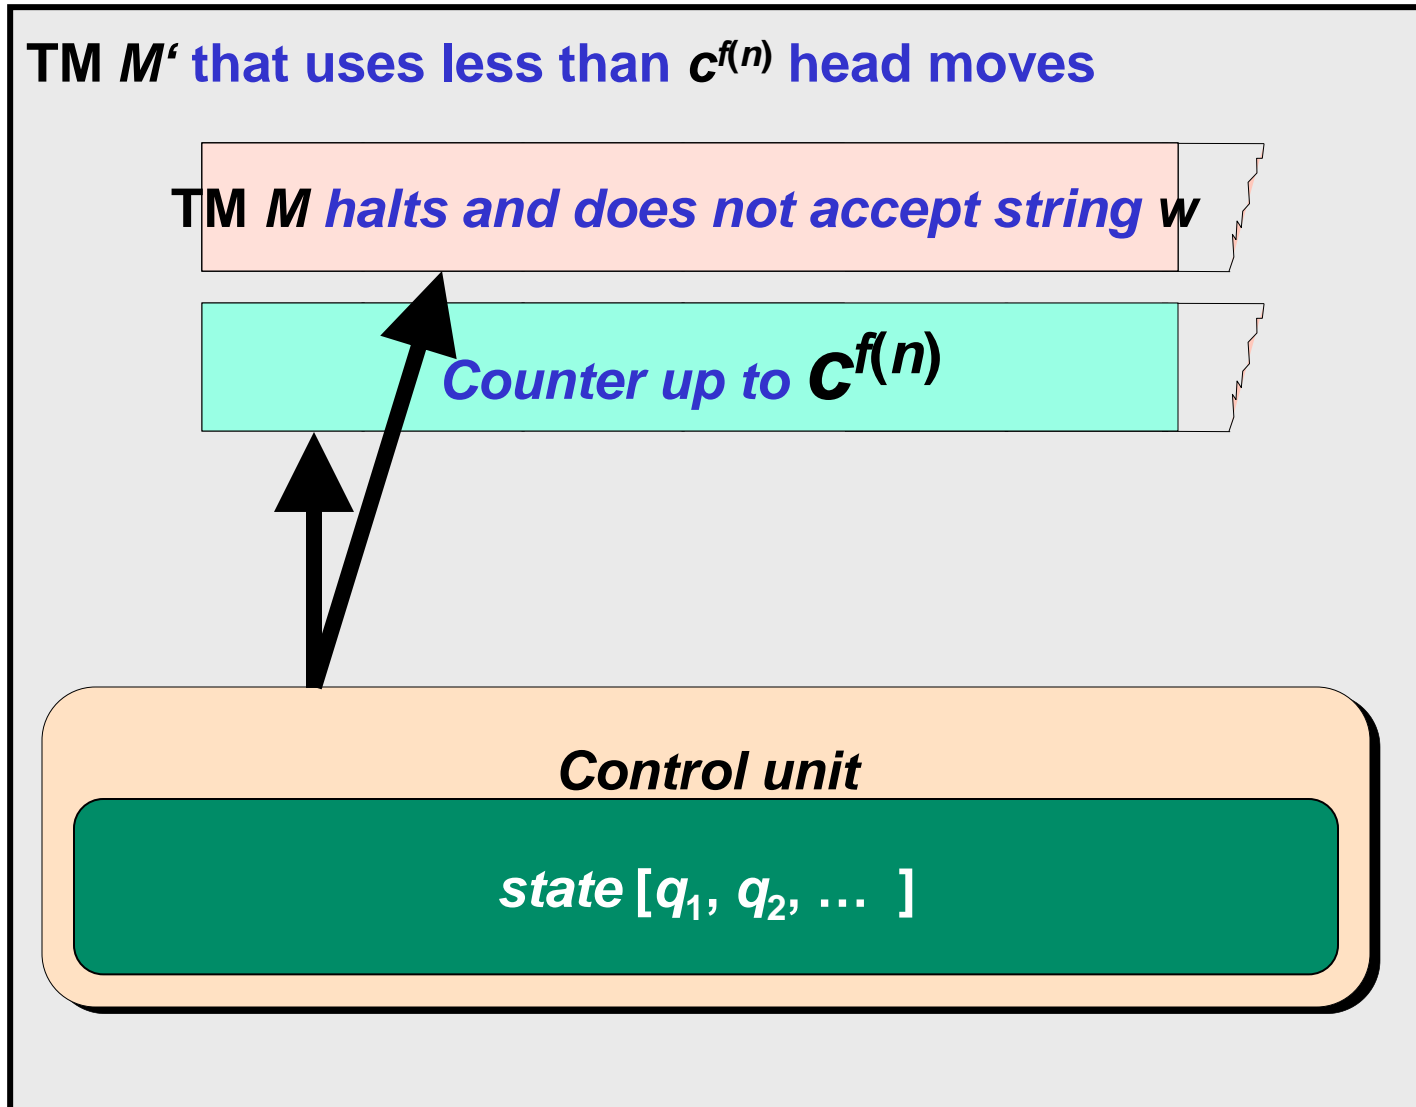 TM M‘ that uses less than c^f(n) head moves
TM M halts and does not accept string w
Counter up to c^f(n)
Control unit
state [q₁, q₂, … ]